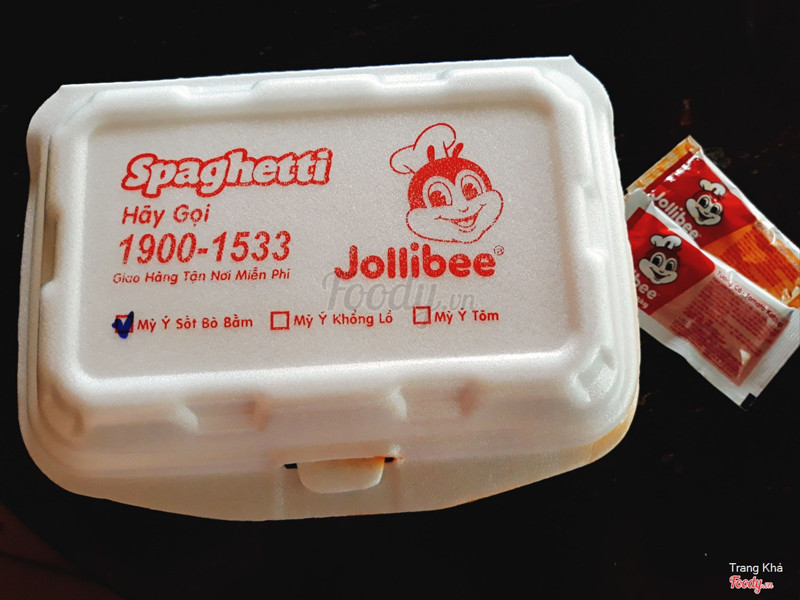 Spaghetti
Hãy Gọi
1900-1533
Giao Hàng Tận Nơi Miễn Phí
Jollibee®
Foody.vn
Mỳ Ý Sốt Bò Bằm
Mỳ Ý Khổng Lồ
Mỳ Ý Tôm
Jollibee
llibee
Trang Khả
Foody.vn